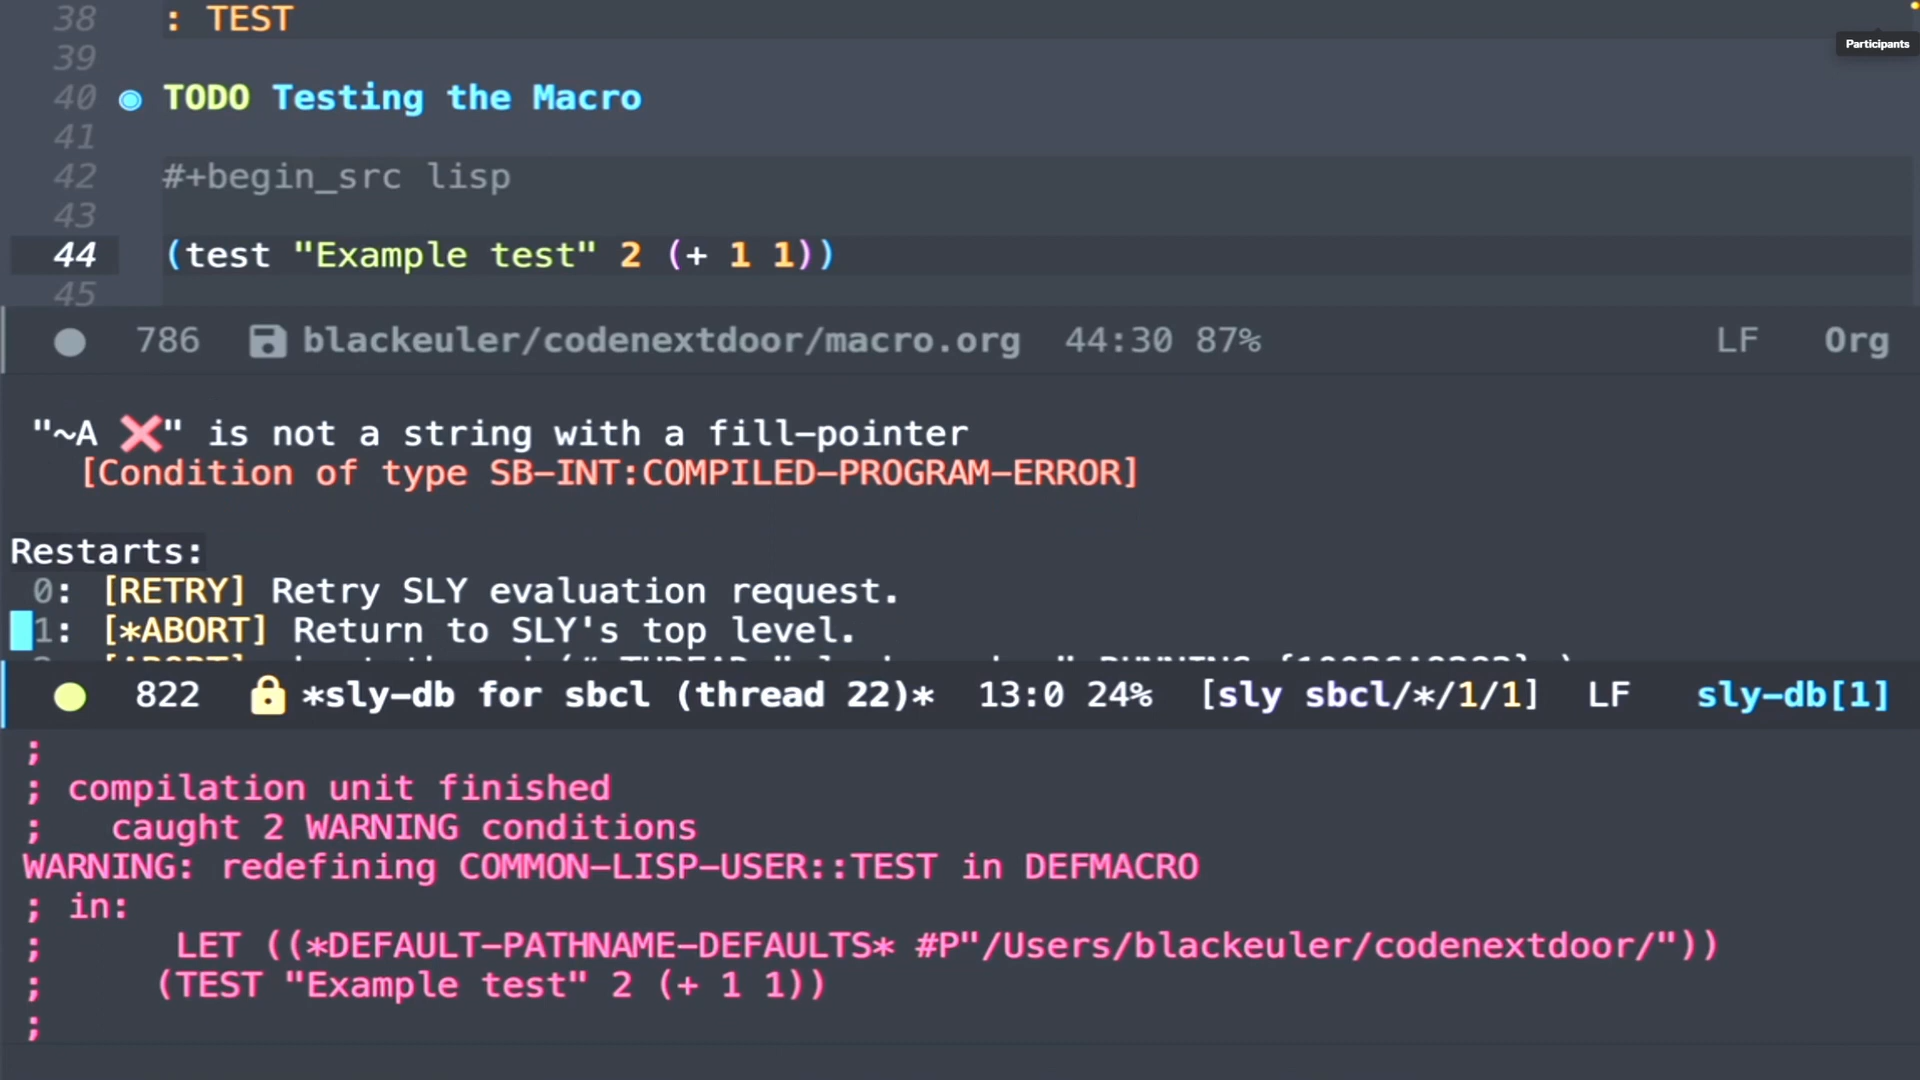 38 : TEST
Participants
39
40 TODO Testing the Macro
41
42 #+begin_src lisp
43
44 (test "Example test" 2 (+ 1 1))
45
786 blackeuler/codenextdoor/macro.org 44:30 87% LF Org
"~A ❌" is not a string with a fill-pointer
[Condition of type SB-INT:COMPILED-PROGRAM-ERROR]
Restarts:
0: [RETRY] Retry SLY evaluation request.
1: [*ABORT] Return to SLY's top level.
822 *sly-db for sbcl (thread 22)* 13:0 24% [sly sbcl/*/1/1] LF sly-db[1]
;
; compilation unit finished
; caught 2 WARNING conditions
WARNING: redefining COMMON-LISP-USER::TEST in DEFMACRO
; in:
; LET ((*DEFAULT-PATHNAME-DEFAULTS* #P"/Users/blackeuler/codenextdoor/"))
; (TEST "Example test" 2 (+ 1 1))
;